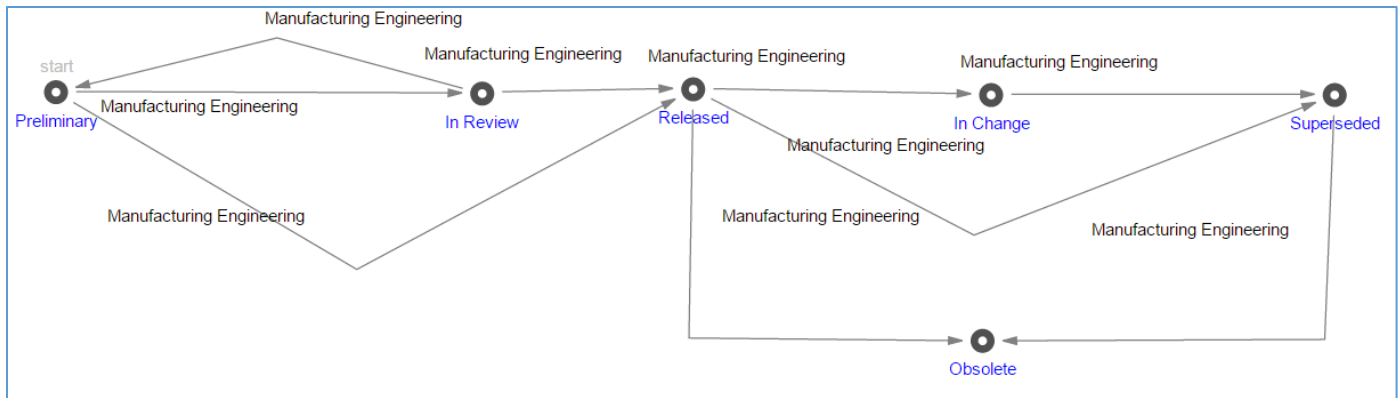 Manufacturing Engineering
Manufacturing Engineering
Manufacturing Engineering
Manufacturing Engineering
start
Manufacturing Engineering
Preliminary
In Review
Released
In Change
Superseded
Manufacturing Engineering
Manufacturing Engineering
Manufacturing Engineering
Manufacturing Engineering
Obsolete